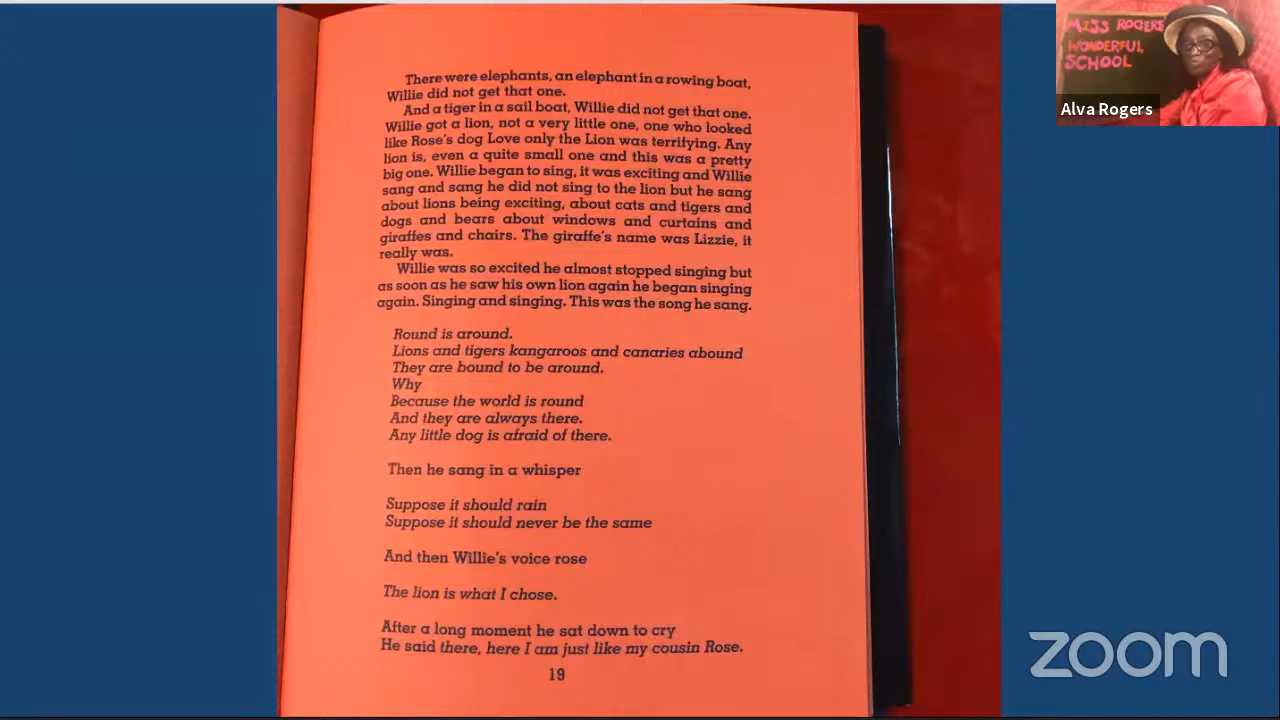 There were elephants, an elephant in a rowing boat,
Willie did not get that one.
And a tiger in a sail boat, Willie did not get that one.
Willie got a lion, not a very little one, one who looked
like Rose's dog Love only the Lion was terrifying. Any
lion is, even a quite small one and this was a pretty
big one. Willie began to sing, it was exciting and Willie
sang and sang he did not sing to the lion but he sang
about lions being exciting, about cats and tigers and
dogs and bears about windows and curtains and
giraffes and chairs. The giraffe's name was Lizzie, it
really was.
Willie was so excited he almost stopped singing but
as soon as he saw his own lion again he began singing
again. Singing and singing. This was the song he sang.
Round is around.
Lions and tigers kangaroos and canaries abound
They are bound to be around.
Why
Because the world is round
And they are always there.
Any little dog is afraid of there.
Then he sang in a whisper
Suppose it should rain
Suppose it should never be the same
And then Willie's voice rose
The lion is what I chose.
After a long moment he sat down to cry
He said there, here I am just like my cousin Rose.
19
MISS ROGERS
WONDERFUL
SCHOOL
Alva Rogers
zoom